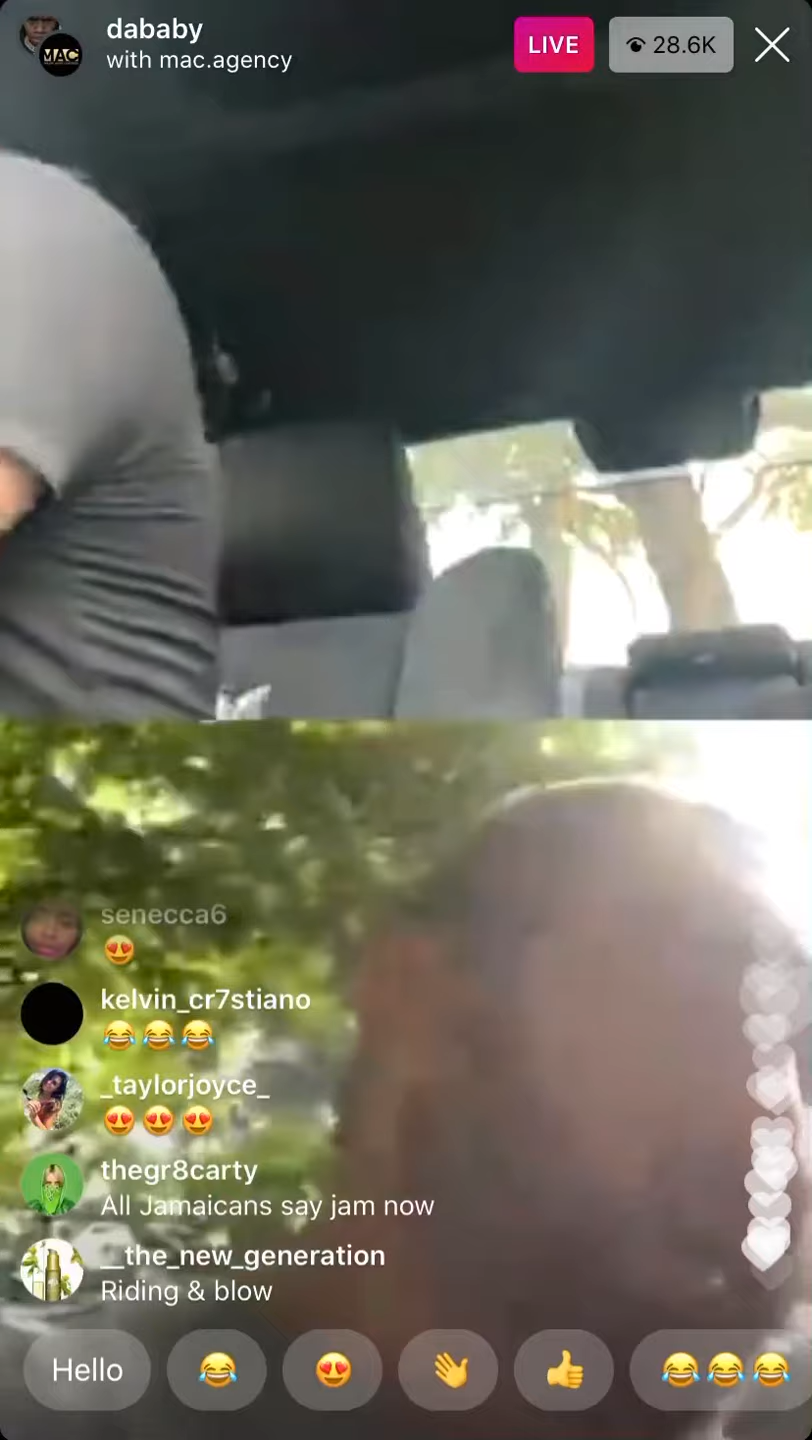 dababy
with mac.agency
MAC
LIVE
28.6K
senecca6
😍
kelvin_cr7stiano
😂😂😂
_taylorjoyce_
😍😍😍
thegr8carty
All Jamaicans say jam now
__the_new_generation
Riding & blow
Hello
😂
😍
👋
👍
😂😂😂